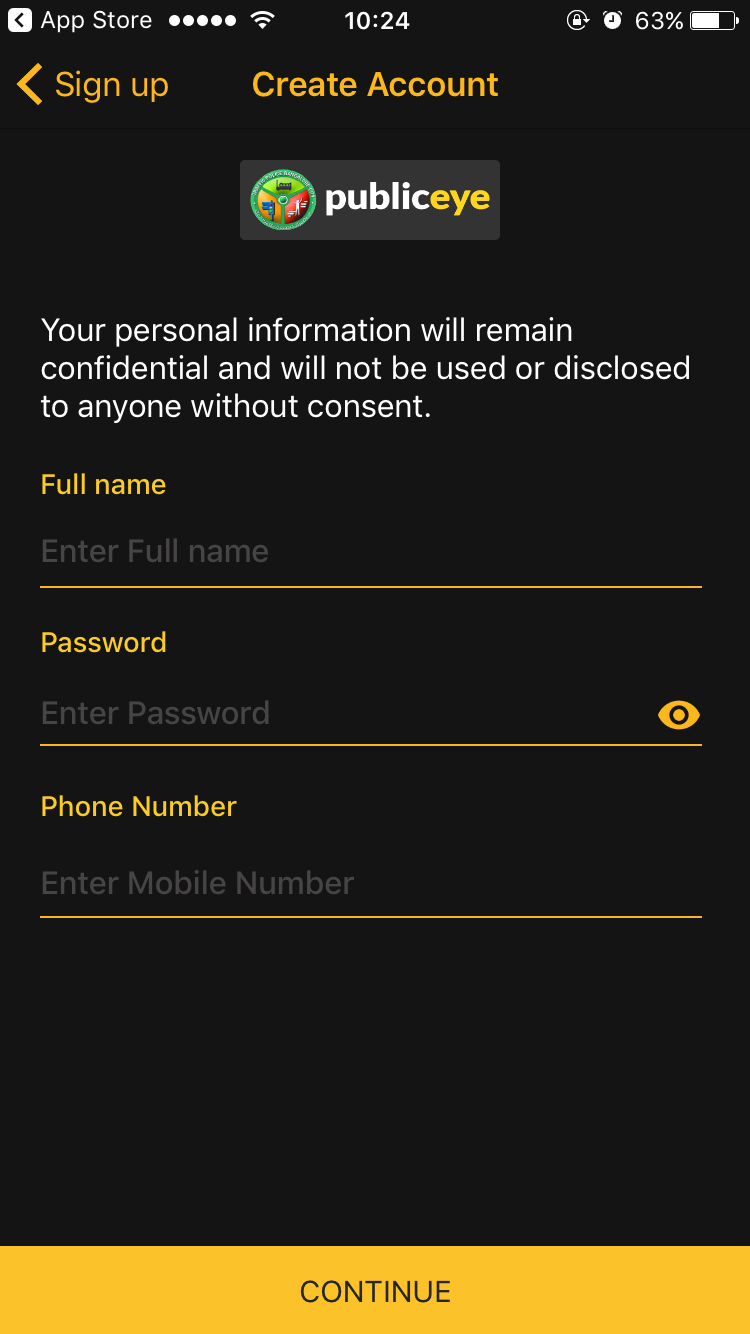 App Store 10:24 63%
Sign up Create Account
publiceye
Your personal information will remain
confidential and will not be used or disclosed
to anyone without consent.
Full name
Enter Full name
Password
Enter Password
Phone Number
Enter Mobile Number
CONTINUE